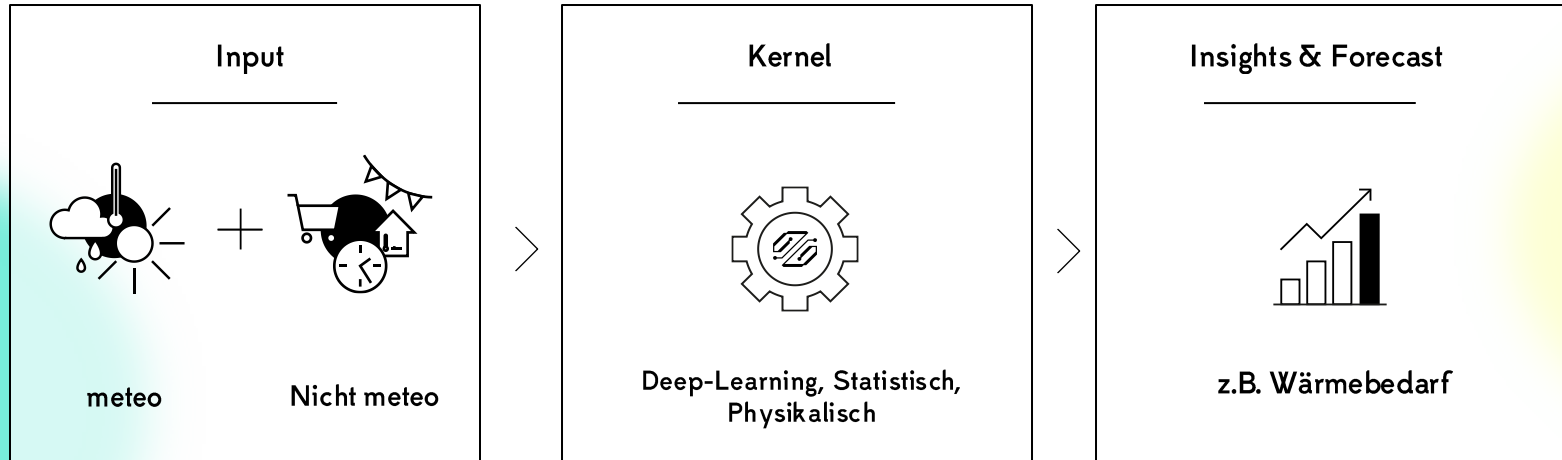 Input
meteo
Nicht meteo
Kernel
Deep-Learning, Statistisch,
Physikalisch
Insights & Forecast
z.B. Wärmebedarf